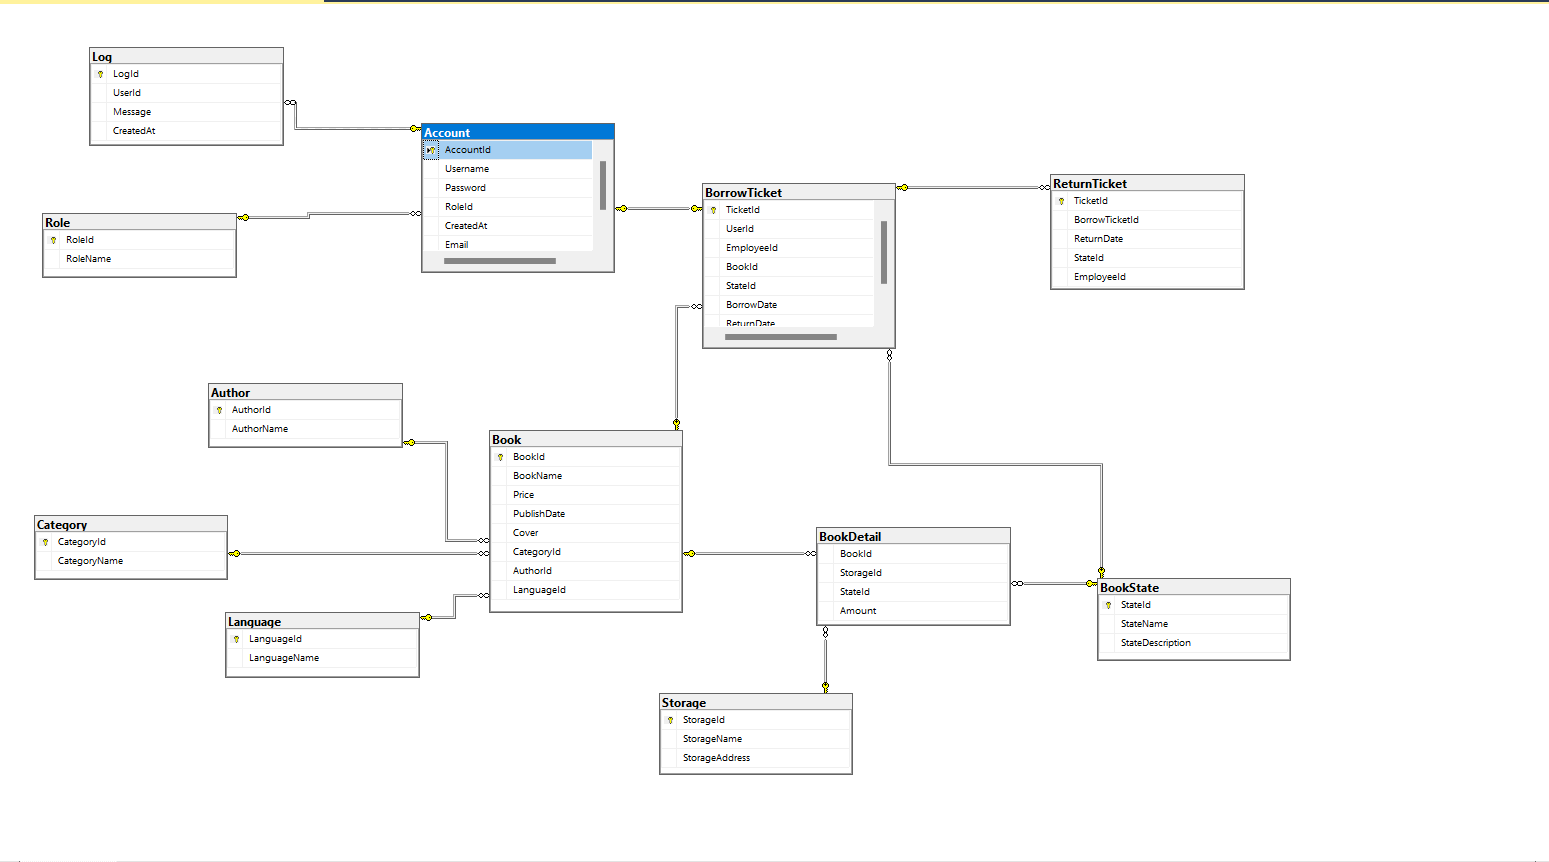 Log
LogId
UserId
Message
CreatedAt
Account
AccountId
Username
Password
RoleId
CreatedAt
Email
Role
RoleId
RoleName
BorrowTicket
TicketId
UserId
EmployeeId
BookId
StateId
BorrowDate
ReturnDate
ReturnTicket
TicketId
BorrowTicketId
ReturnDate
StateId
EmployeeId
Author
AuthorId
AuthorName
Book
BookId
BookName
Price
PublishDate
Cover
CategoryId
AuthorId
LanguageId
Category
CategoryId
CategoryName
Language
LanguageId
LanguageName
BookDetail
BookId
StorageId
StateId
Amount
BookState
StateId
StateName
StateDescription
Storage
StorageId
StorageName
StorageAddress